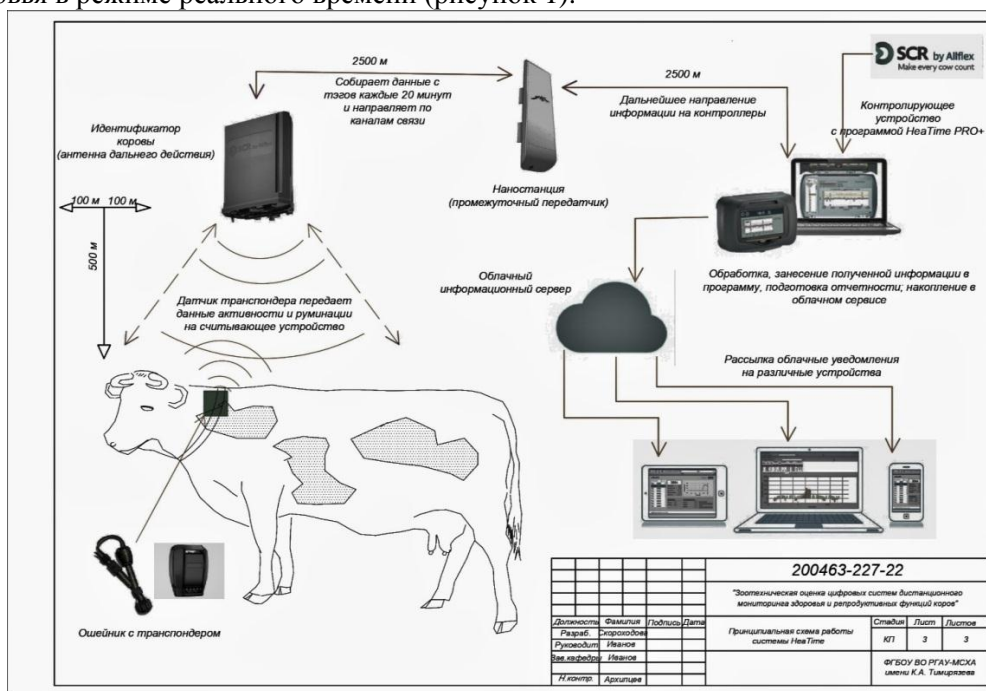 овья в режиме реального времени (рисунок 1).
SCR by Allflex
Make every cow count
2500 м
Собирает данные с
тэгов каждые 20 минут
и направляет по
каналам связи
2500 м
Дальнейшее направление
информации на контроллеры
Контролирующее
устройство
с программой HeaTime PRO+
Идентификатор
коровы
(антенна дальнего действия)
SCR
Наностанция
(промежуточный передатчик)
100 м 100 м
500 м
Датчик транспондера передает
данные активности и руминации
на считывающее устройство
Облачный
информационный сервер
Обработка, занесение полученной информации в
программу, подготовка отчетности; накопление в
облачном сервисе
Рассылка облачные уведомления
на различные устройства
Ошейник с транспондером
200463-227-22
"Зоотехническая оценка цифровых систем дистанционного
мониторинга здоровья и репродуктивных функций коров"
Должность Фамилия Подпись Дата
Разраб. Скороходова
Руководит Иванов
Зав.кафедры Иванов
Н.контр. Архипцев
Принципиальная схема работы
системы HeaTime
Стадия Лист Листов
КП 3 3
ФГБОУ ВО РГАУ-МСХА
имени К.А. Тимирязева